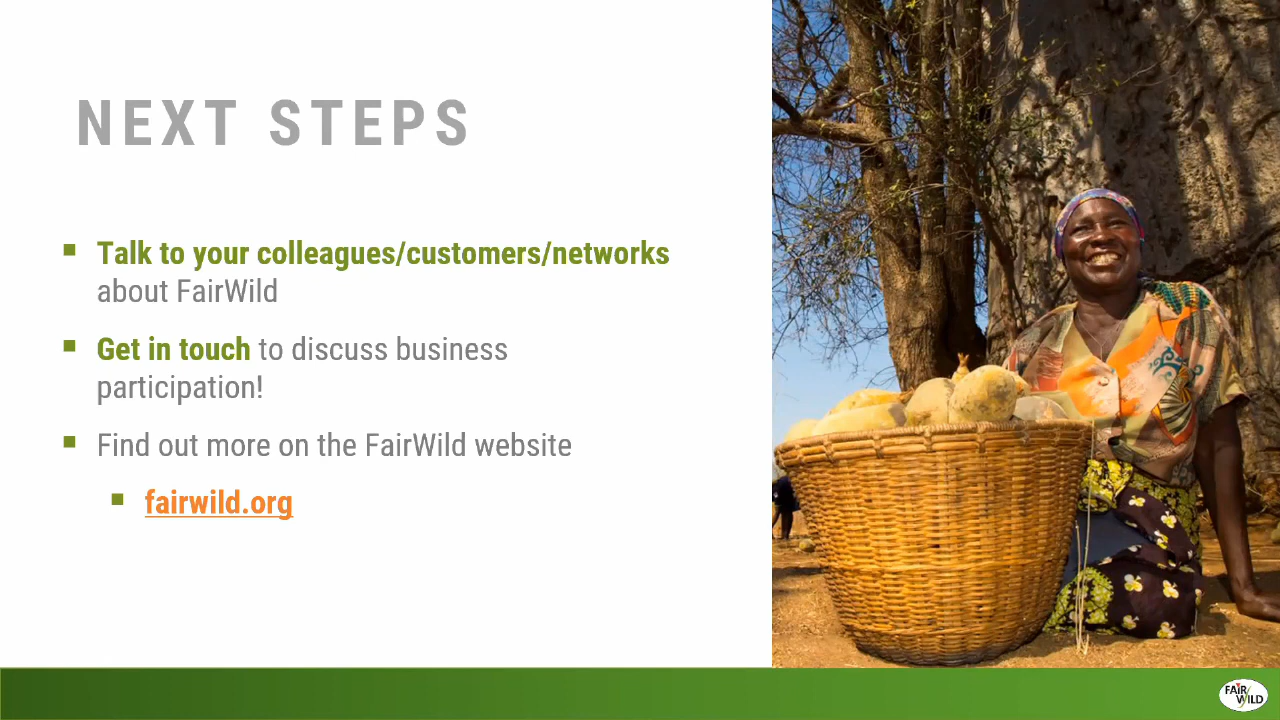 NEXT STEPS
Talk to your colleagues/customers/networks
about FairWild
Get in touch to discuss business
participation!
Find out more on the FairWild website
fairwild.org
FAIR
WILD